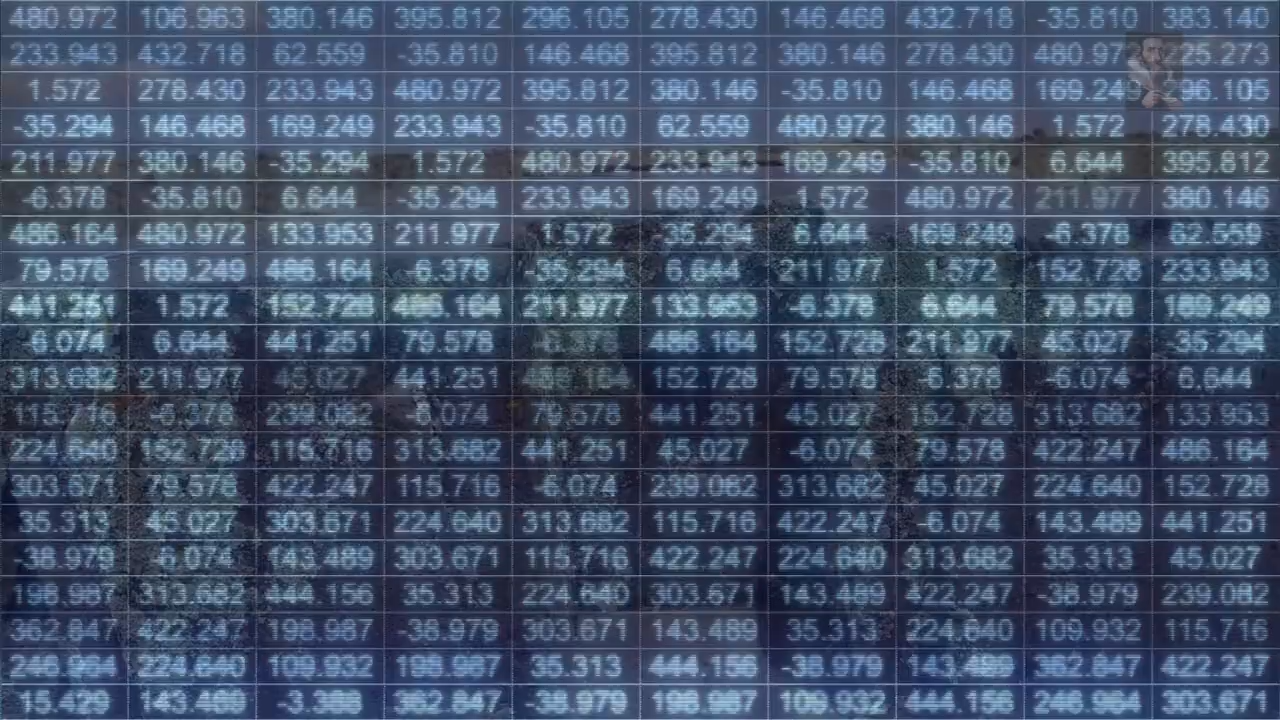 480.972 106.963 380.146 395.812 296.105 278.430 146.468 432.718 -35.810 383.140
233.943 432.718 62.559 -35.810 146.468 395.812 380.146 278.430 25.273
1.572 278.430 233.943 480.972 395.812 380.146 -35.810 146.468 169.249 296.105
-35.294 146.468 169.249 233.943 -35.810 62.559 480.972 380.146 1.572 278.430
211.977 380.146 -35.294 1.572 480.972 233.943 169.249 -35.810 6.644 395.812
-6.378 -35.810 6.644 -35.294 233.943 169.249 1.572 480.972 211.977 380.146
486.164 480.972 133.953 211.977 1.572 -35.294 6.644 169.249 -6.378 62.559
79.578 169.249 486.164 -6.378 -35.294 6.644 211.977 1.572 152.728 233.943
441.251 1.572 152.728 486.164 211.977 133.953 -6.378 6.644 79.578 169.249
6.074 6.644 441.251 79.578 -6.378 486.164 152.728 211.977 45.027 -35.294
313.682 211.977 45.027 441.251 486.164 152.728 79.578 -6.378 -6.074 6.644
115.716 -6.378 239.082 -6.074 79.578 441.251 45.027 152.728 313.682 133.953
224.640 152.728 115.716 313.682 441.251 45.027 -6.074 79.578 422.247 486.164
303.671 79.578 422.247 115.716 -6.074 239.082 313.682 45.027 224.640 152.728
35.313 45.027 303.671 224.640 313.682 115.716 422.247 -6.074 143.489 441.251
-38.979 -6.074 143.489 303.671 115.716 422.247 224.640 313.682 35.313 45.027
198.987 313.682 444.156 35.313 224.640 303.671 143.489 422.247 -38.979 239.082
362.847 422.247 198.987 -38.979 303.671 143.489 35.313 224.640 109.932 115.716
246.964 224.640 109.932 198.987 35.313 444.156 -38.979 143.489 362.847 422.247
15.429 143.489 362.847 -38.979 198.987 109.932 444.156 246.964 303.671